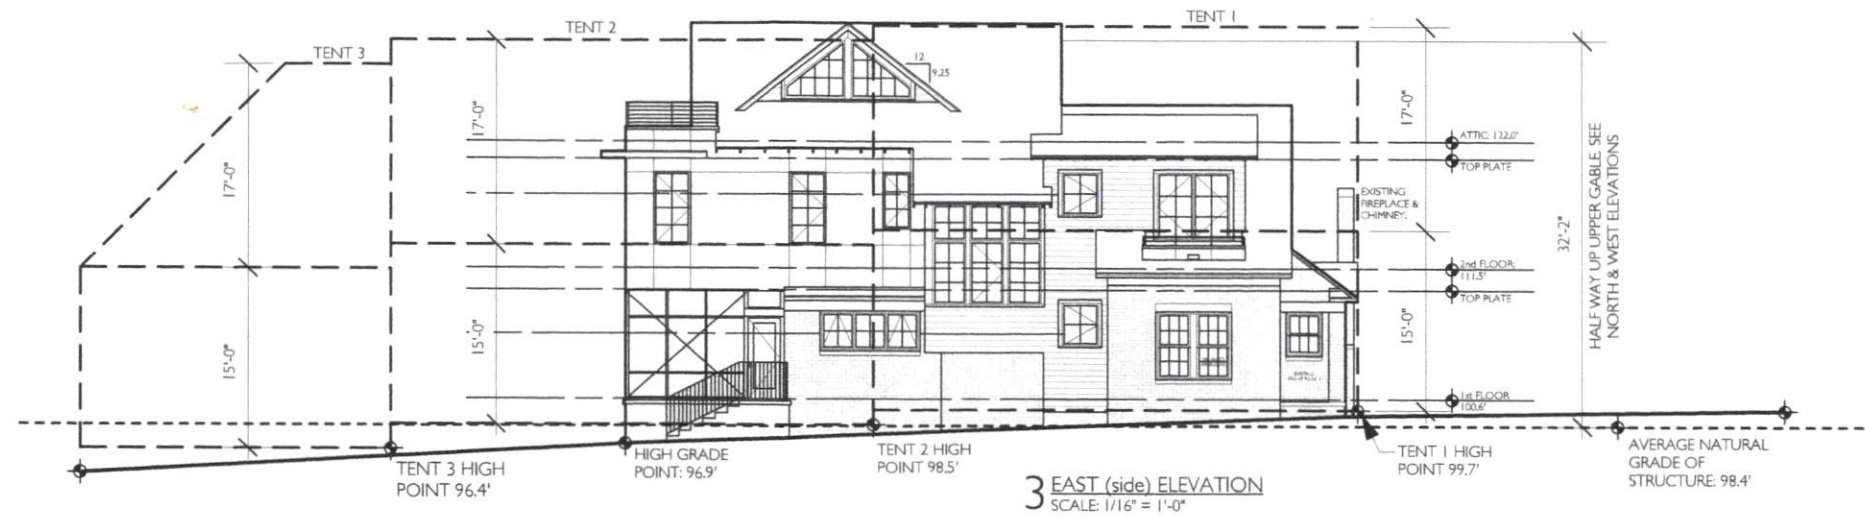 TENT 1
TENT 2
TENT 3
12
9.25
17'-0"
17'-0"
17'-0"
ATTIC: 122.0'
TOP PLATE
EXISTING
FIREPLACE &
CHIMNEY.
32'-2"
HALF WAY UP UPPER GABLE SEE
NORTH & WEST ELEVATIONS
2nd FLOOR:
111.5'
TOP PLATE
15'-0"
15'-0"
15'-0"
1st FLOOR
100.6'
TENT 3 HIGH
POINT 96.4'
HIGH GRADE
POINT: 96.9'
TENT 2 HIGH
POINT 98.5'
TENT 1 HIGH
POINT 99.7'
AVERAGE NATURAL
GRADE OF
STRUCTURE: 98.4'
3 EAST (side) ELEVATION
SCALE: 1/16" = 1'-0"